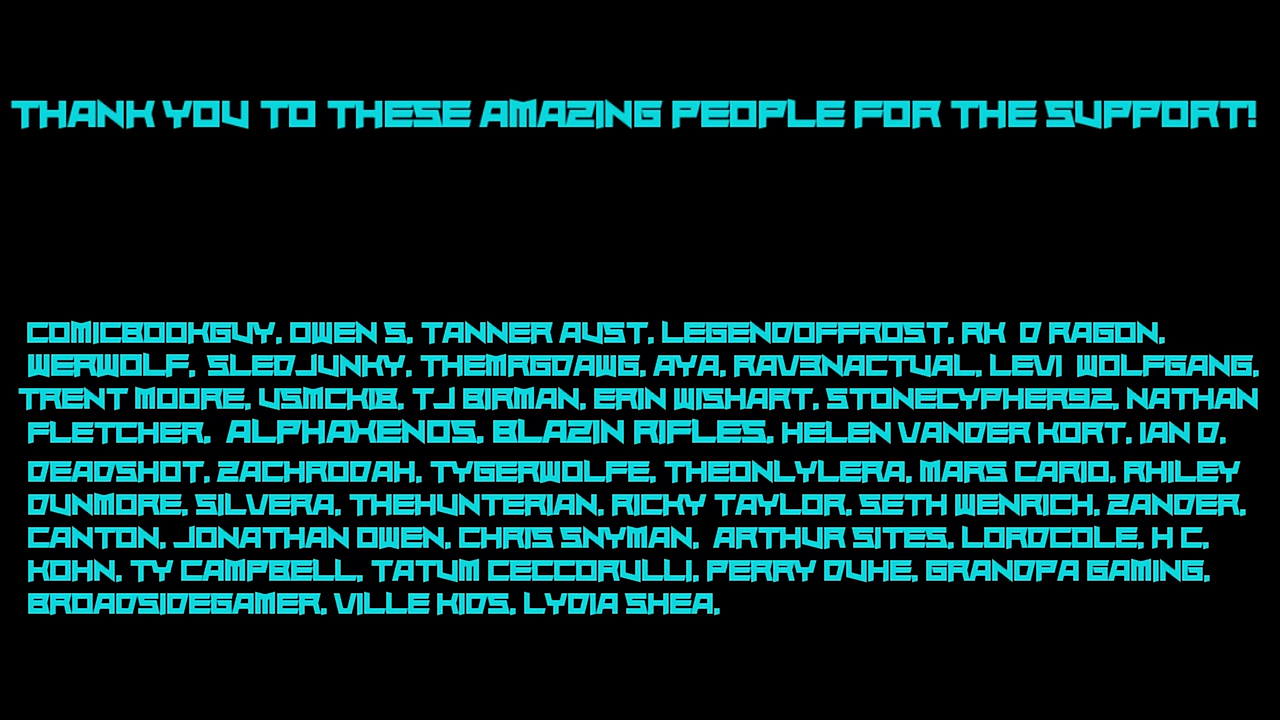 THANK YOU TO THESE AMAZING PEOPLE FOR THE SUPPORT!
COMICBOOKGUY, OWEN S, TANNER AUST, LEGENDOFFROST, RK D RAGON,
WERWOLF, SLEDJUNKY, THEMRGDAWG, AYA, RAV3NACTUAL, LEVI WOLFGANG,
TRENT MOORE, USMCKIB, TJ BIRMAN, ERIN WISHART, STONECYPHER92, NATHAN
FLETCHER, ALPHAXENOS, BLAZIN RIFLES, HELEN VANDER KORT, IAN D,
DEADSHOT, ZACHRODAH, TYGERWOLFE, THEONLYLERA, MARS CARIO, RHILEY
DUNMORE, SILVERA, THEHUNTERIAN, RICKY TAYLOR, SETH WENRICH, ZANDER,
CANTON, JONATHAN OWEN, CHRIS SNYMAN, ARTHUR SITES, LORDCOLE, H C,
KOHN, TY CAMPBELL, TATUM CECCORULLI, PERRY DUHE, GRANDPA GAMING,
BROADSIDEGAMER, VILLE KIDS, LYDIA SHEA,